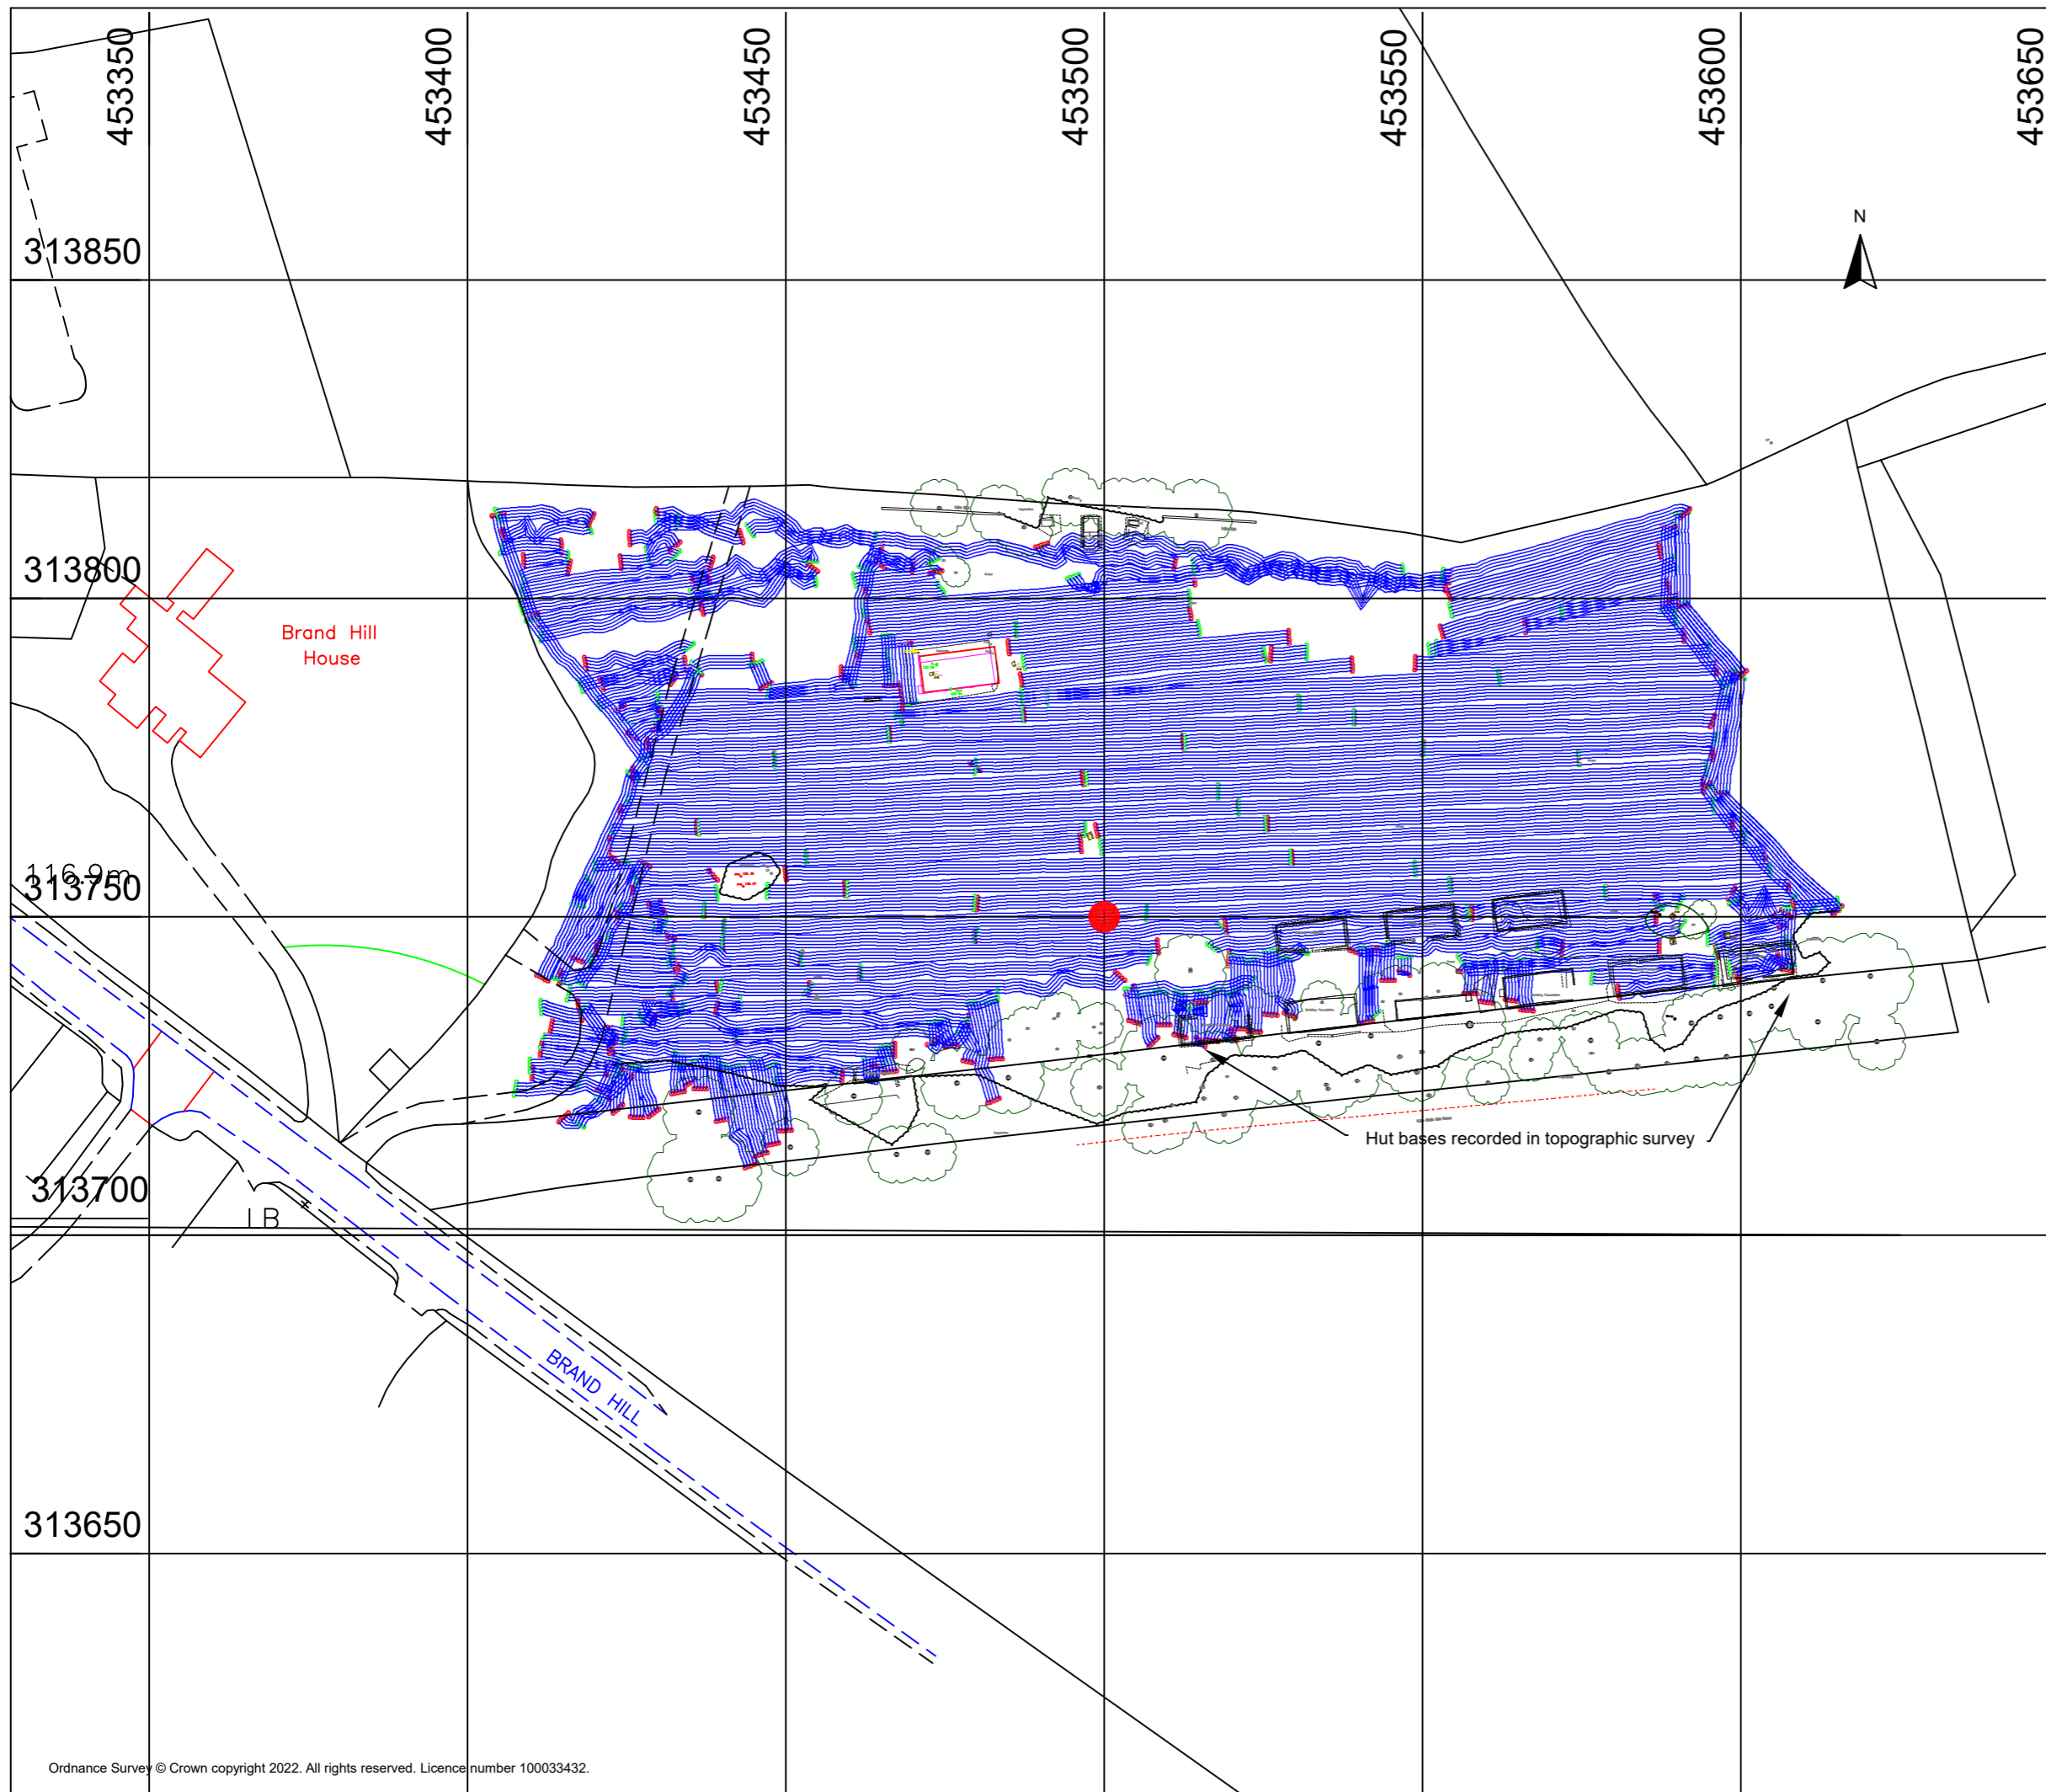 453350
453400
453450
453500
453550
453600
453650
N
313850
313800
Brand Hill
House
116.9m
313750
Hut bases recorded in topographic survey
313700
LB
BRAND HILL
313650
Ordnance Survey © Crown copyright 2022. All rights reserved. Licence number 100033432.